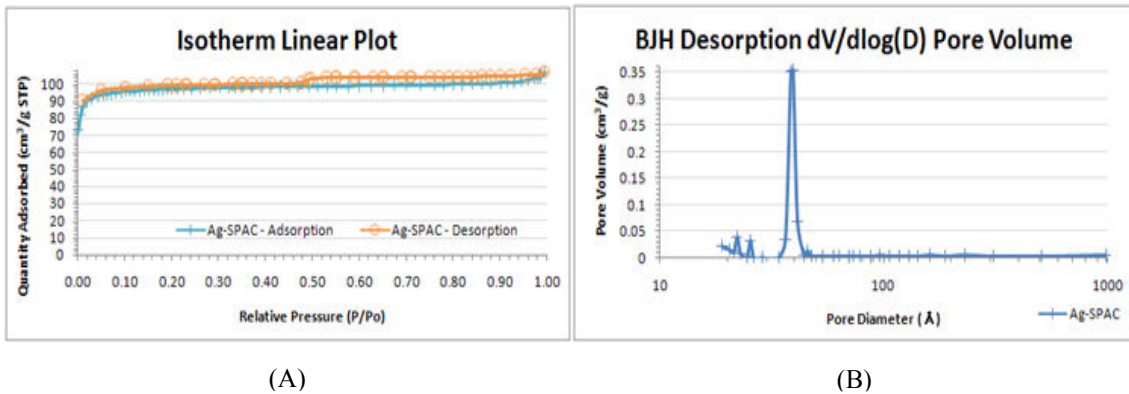 Isotherm Linear Plot
Quantity Adsorbed (cm³/g STP)
100
90
80
70
60
50
40
30
20
10
0
Ag-SPAC - Adsorption Ag-SPAC - Desorption
0.00 0.10 0.20 0.30 0.40 0.50 0.60 0.70 0.80 0.90 1.00
Relative Pressure (P/Po)
(A)
BJH Desorption dV/dlog(D) Pore Volume
Pore Volume (cm³/g)
0.35
0.3
0.25
0.2
0.15
0.1
0.05
0
10 100 1000
Pore Diameter (Å)
Ag-SPAC
(B)